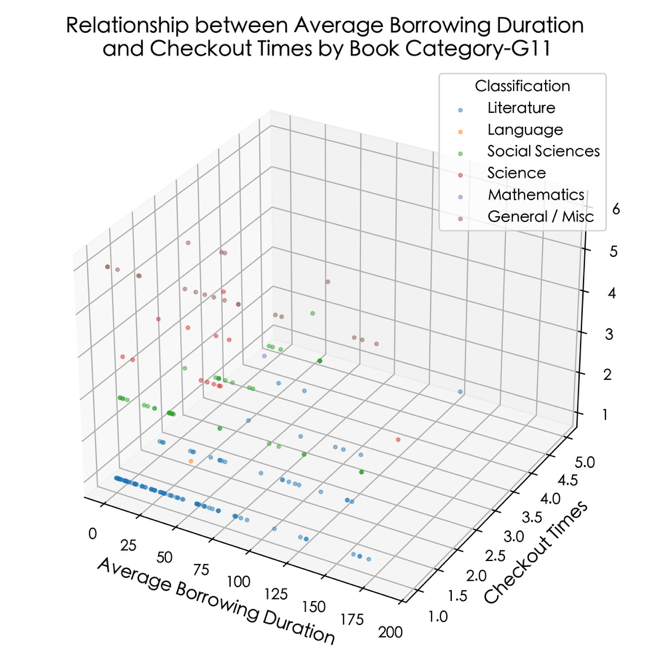 Relationship between Average Borrowing Duration
and Checkout Times by Book Category-G11
Classification
Literature
Language
Social Sciences
Science
Mathematics
General / Misc
6
5
4
3
2
1
5.0
4.5
4.0
3.5
3.0
2.5
2.0
1.5
1.0
Checkout Times
0
25
50
75
100
125
150
175
200
Average Borrowing Duration